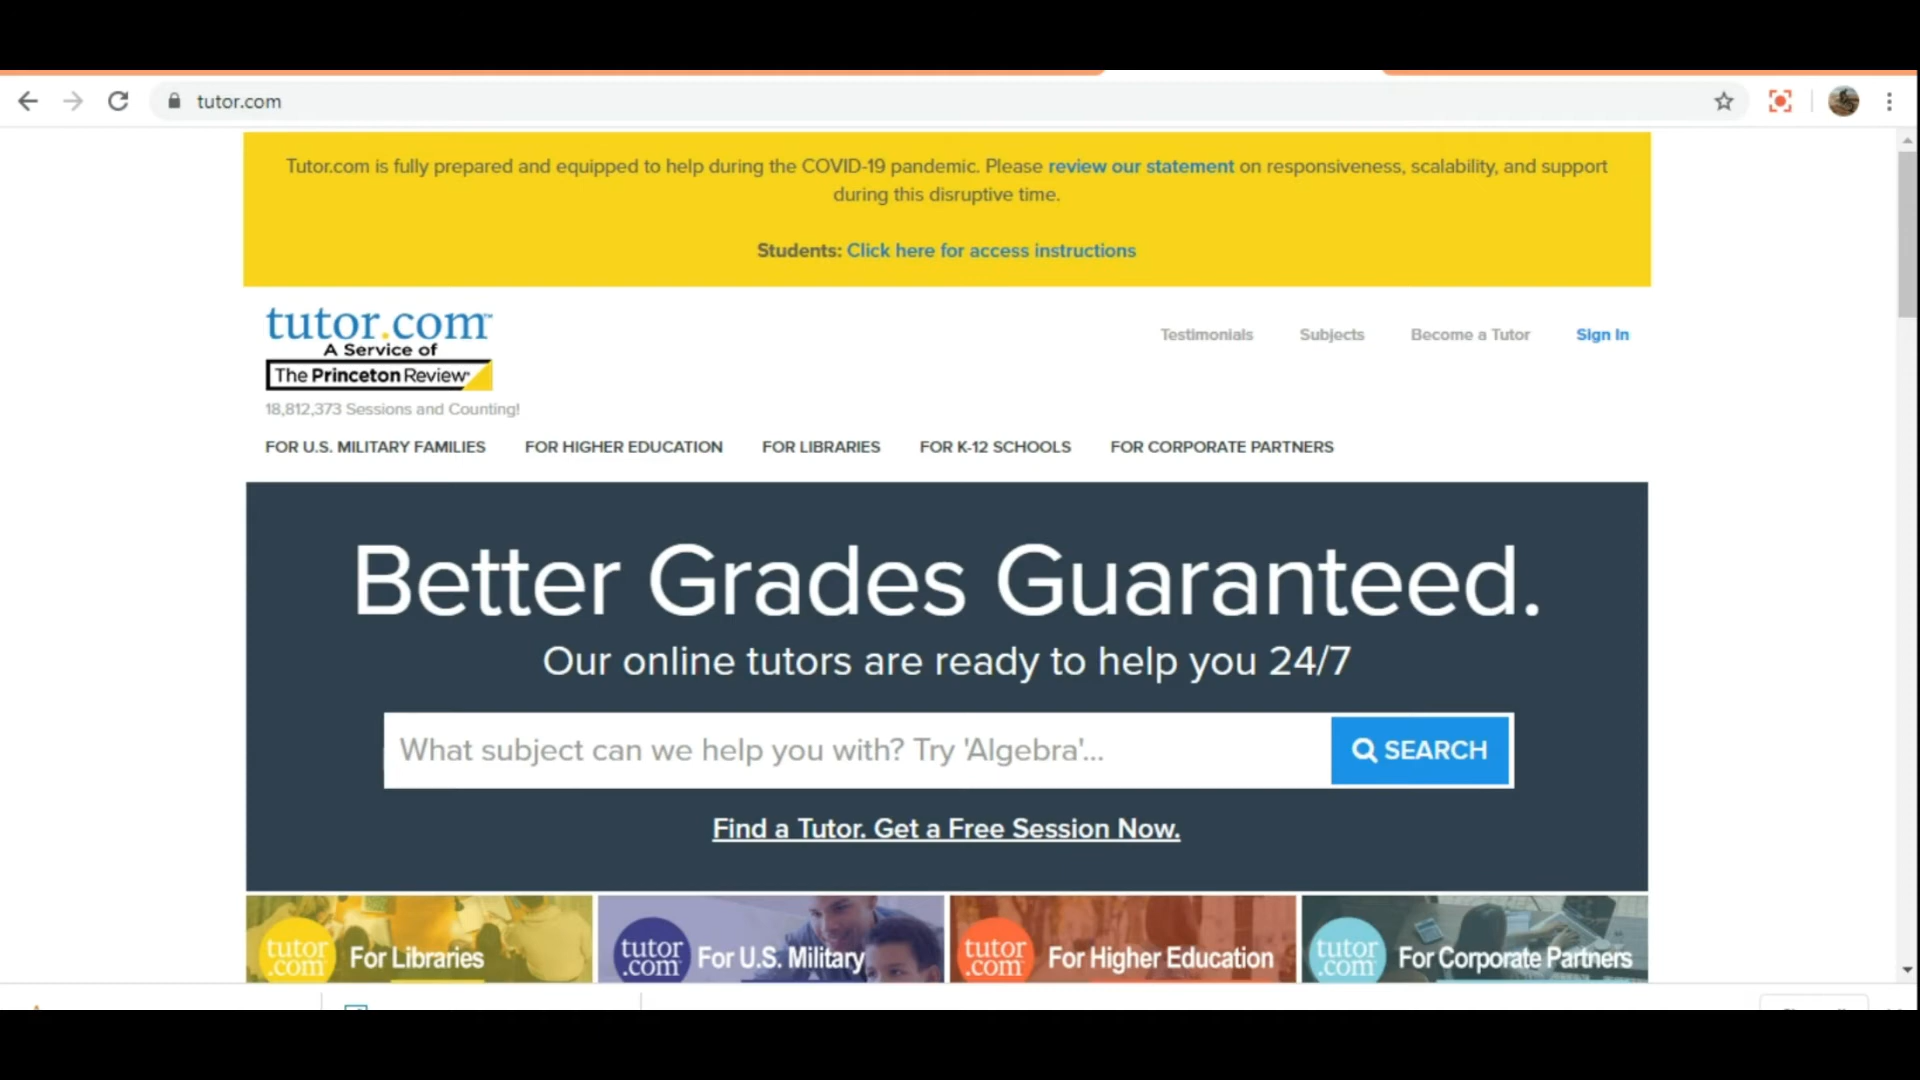 tutor.com
Tutor.com is fully prepared and equipped to help during the COVID-19 pandemic. Please review our statement on responsiveness, scalability, and support
during this disruptive time.
Students: Click here for access instructions
tutor.com™
A Service of
The Princeton Review
18,812,373 Sessions and Counting!
Testimonials Subjects Become a Tutor Sign In
FOR U.S. MILITARY FAMILIES FOR HIGHER EDUCATION FOR LIBRARIES FOR K-12 SCHOOLS FOR CORPORATE PARTNERS
Better Grades Guaranteed.
Our online tutors are ready to help you 24/7
What subject can we help you with? Try 'Algebra'...
SEARCH
Find a Tutor. Get a Free Session Now.
tutor .com For Libraries
tutor .com For U.S. Military
tutor .com For Higher Education
tutor .com For Corporate Partners